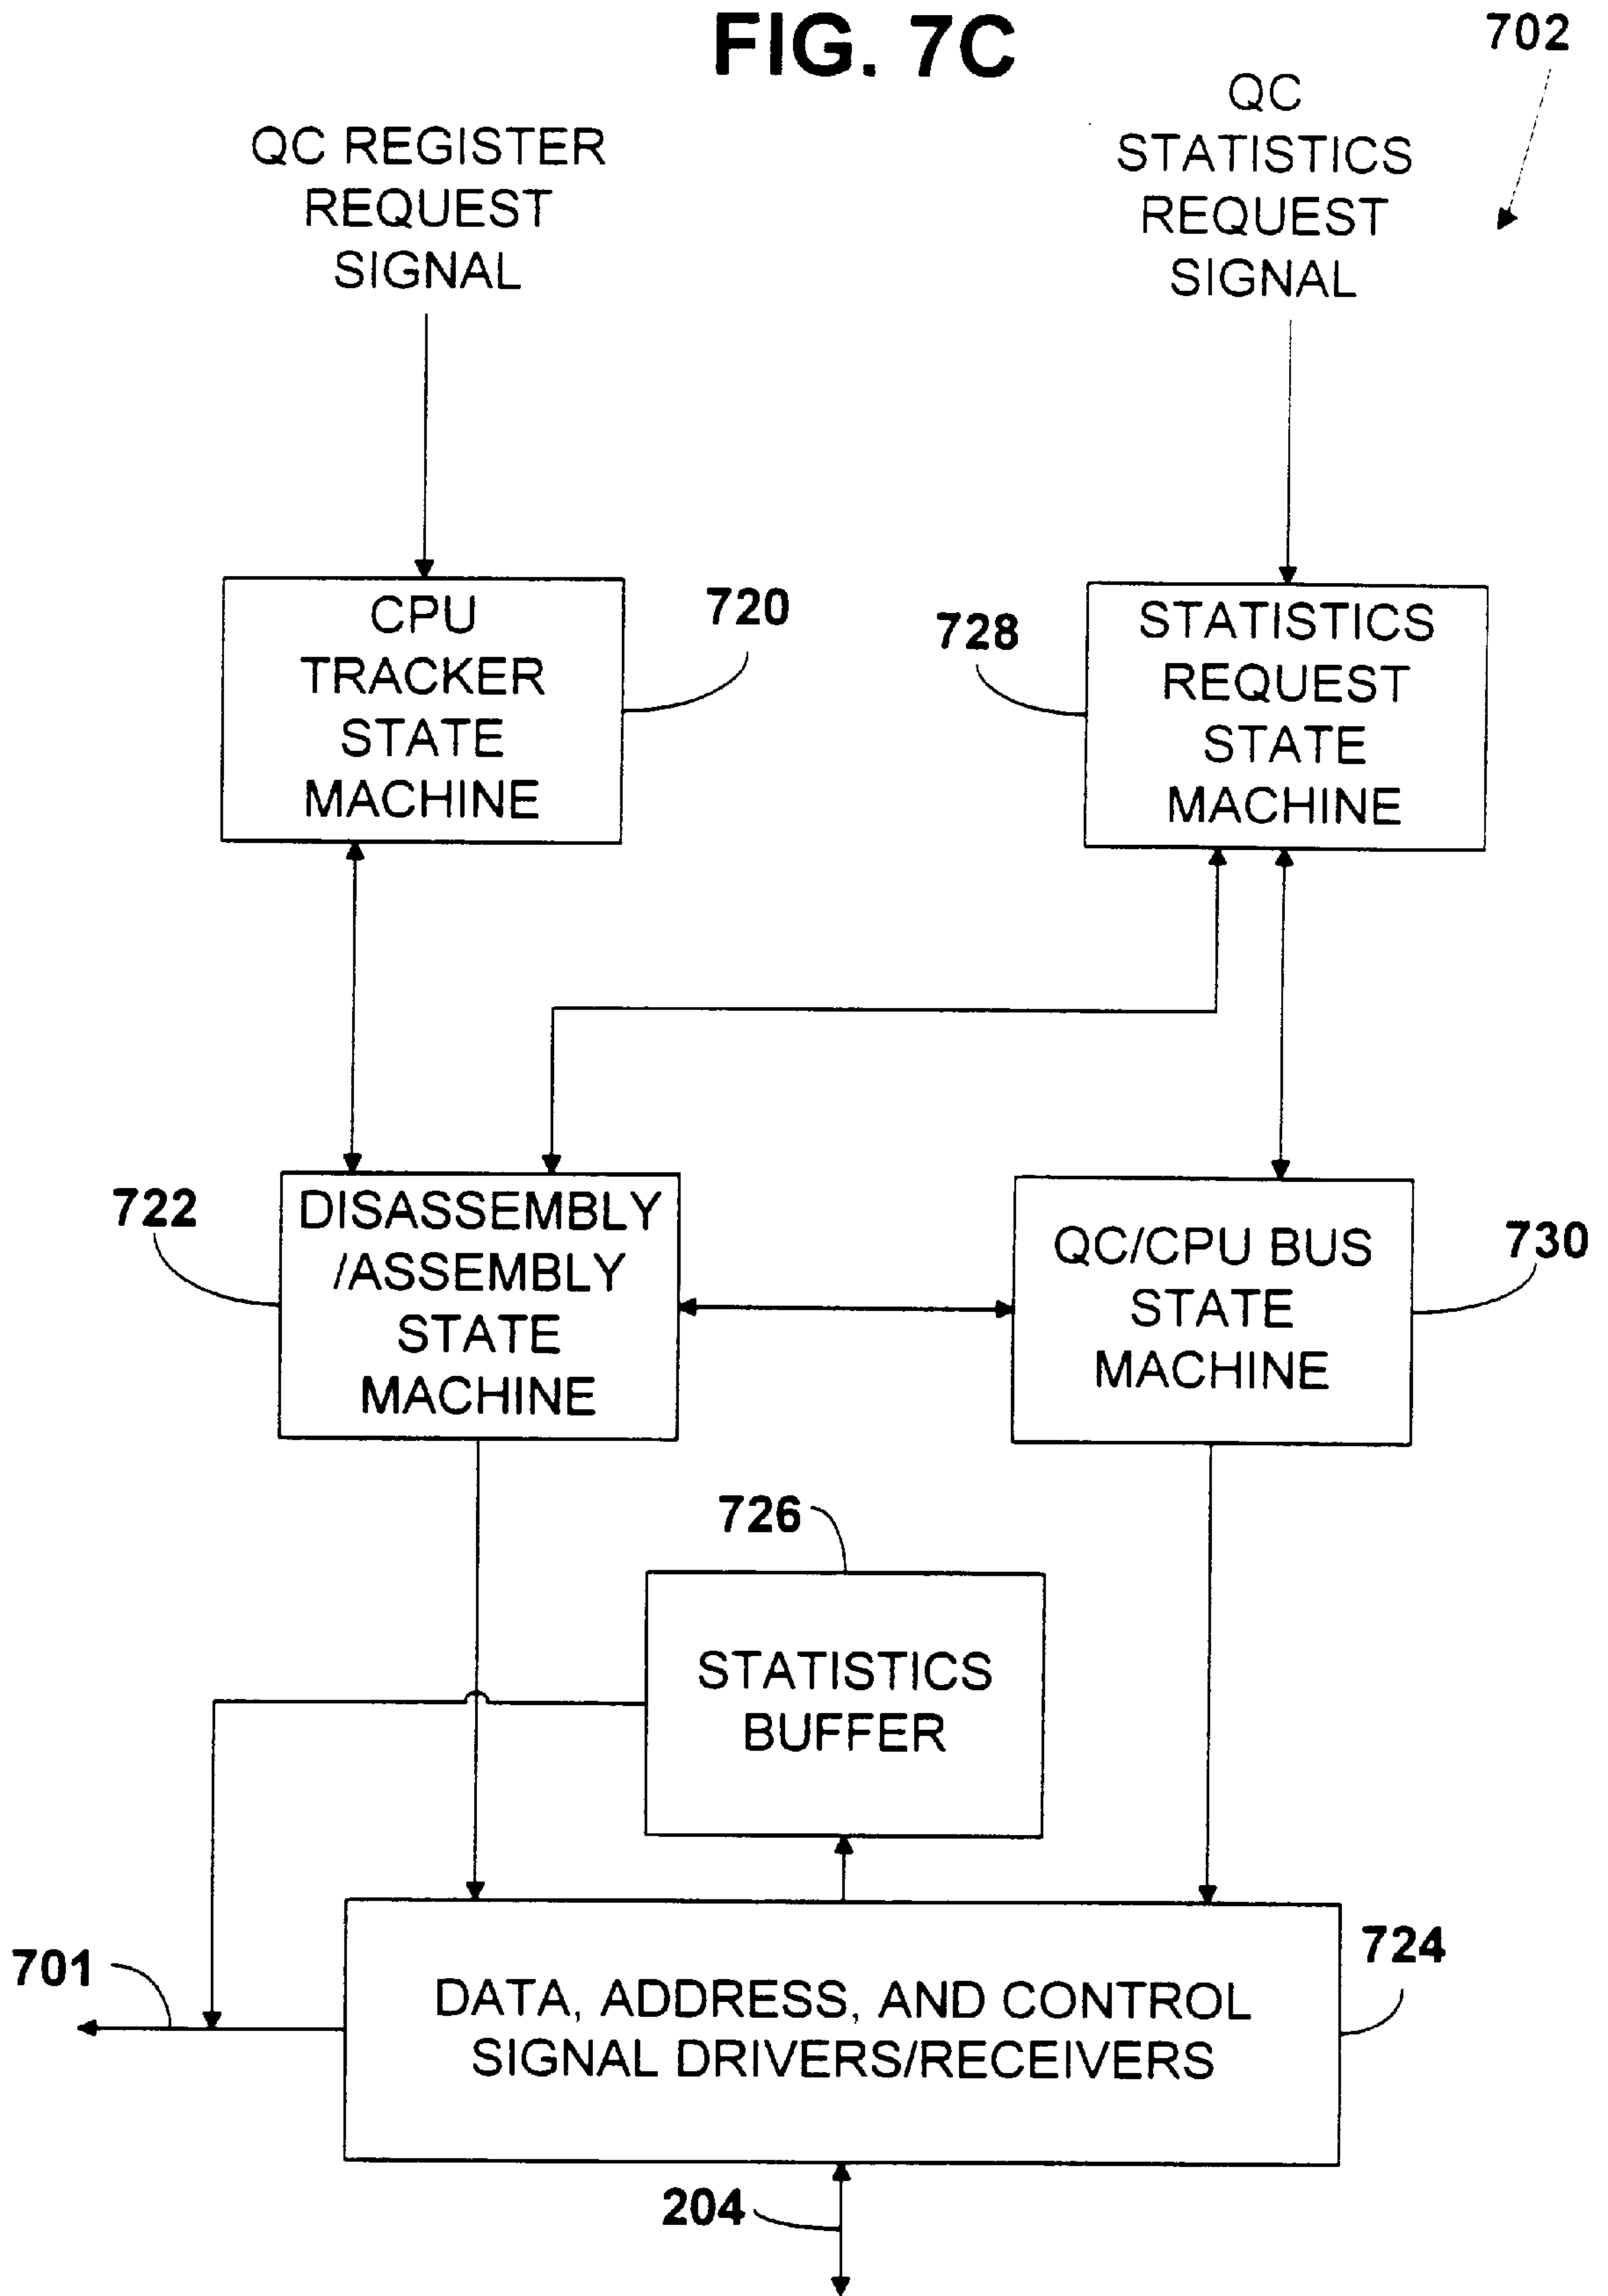 FIG. 7C
702
QC REGISTER
REQUEST
SIGNAL
QC
STATISTICS
REQUEST
SIGNAL
CPU
TRACKER
STATE
MACHINE
720
728
STATISTICS
REQUEST
STATE
MACHINE
722
DISASSEMBLY
/ASSEMBLY
STATE
MACHINE
QC/CPU BUS
STATE
MACHINE
730
726
STATISTICS
BUFFER
701
DATA, ADDRESS, AND CONTROL
SIGNAL DRIVERS/RECEIVERS
724
204